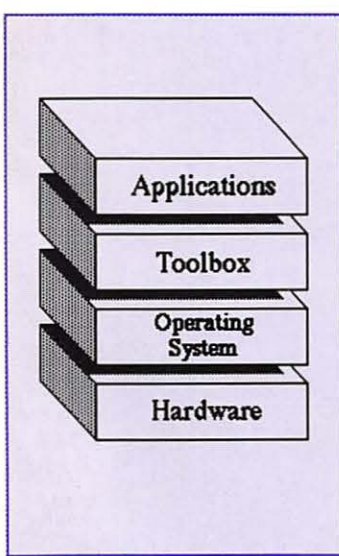 Applications
Toolbox
Operating
System
Hardware